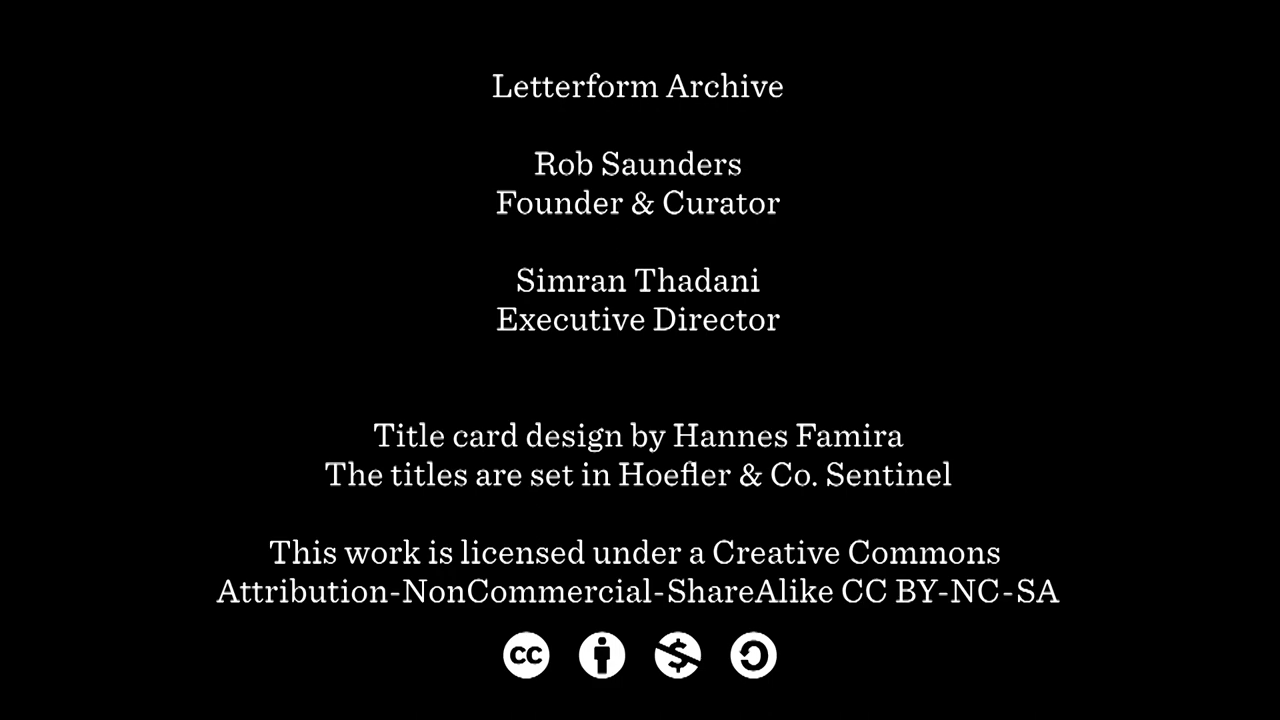 Letterform Archive
Rob Saunders
Founder & Curator
Simran Thadani
Executive Director
Title card design by Hannes Famira
The titles are set in Hoefler & Co. Sentinel
This work is licensed under a Creative Commons
Attribution-NonCommercial-ShareAlike CC BY-NC-SA
cc